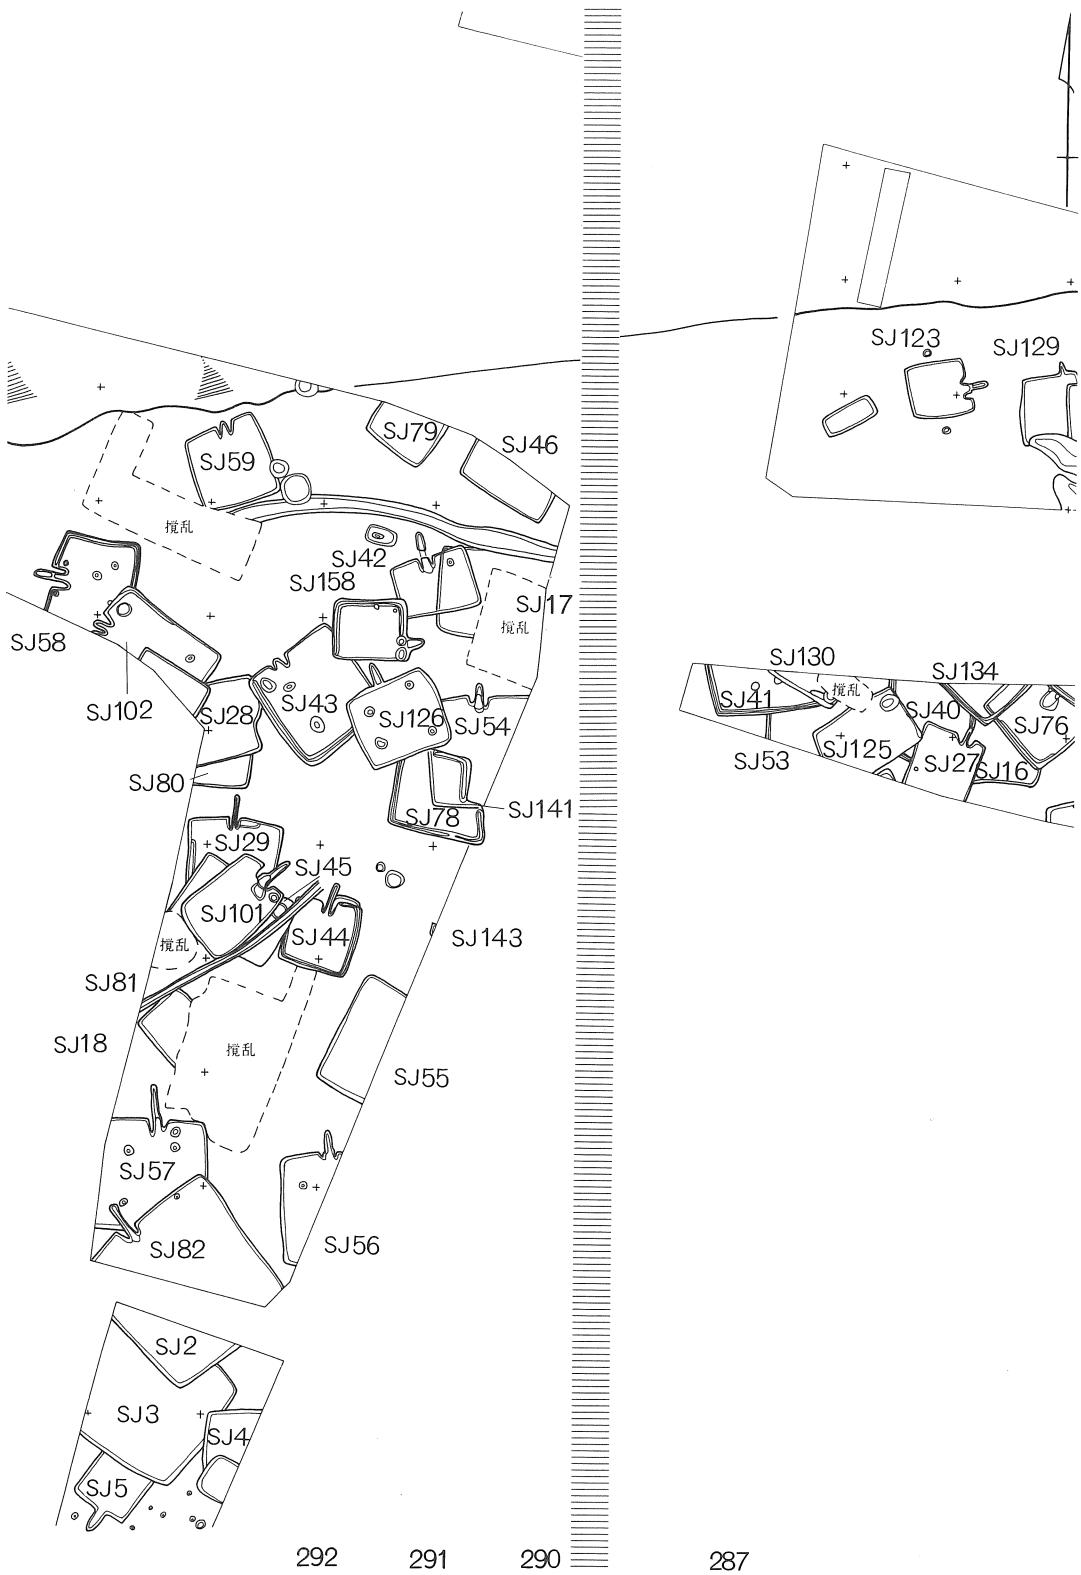 SJ123
SJ129
SJ79
SJ46
SJ59
撹乱
SJ42
SJ158
SJ17
撹乱
SJ58
SJ130
SJ134
撹乱
SJ41
SJ40
SJ102
SJ28
SJ43
SJ126
SJ54
SJ76
SJ125
SJ53
SJ27
SJ16
SJ80
SJ78
SJ141
SJ29
SJ45
SJ101
SJ44
SJ143
撹乱
SJ81
SJ18
撹乱
SJ55
SJ57
SJ82
SJ56
SJ2
SJ3
SJ4
SJ5
292 291 290 287